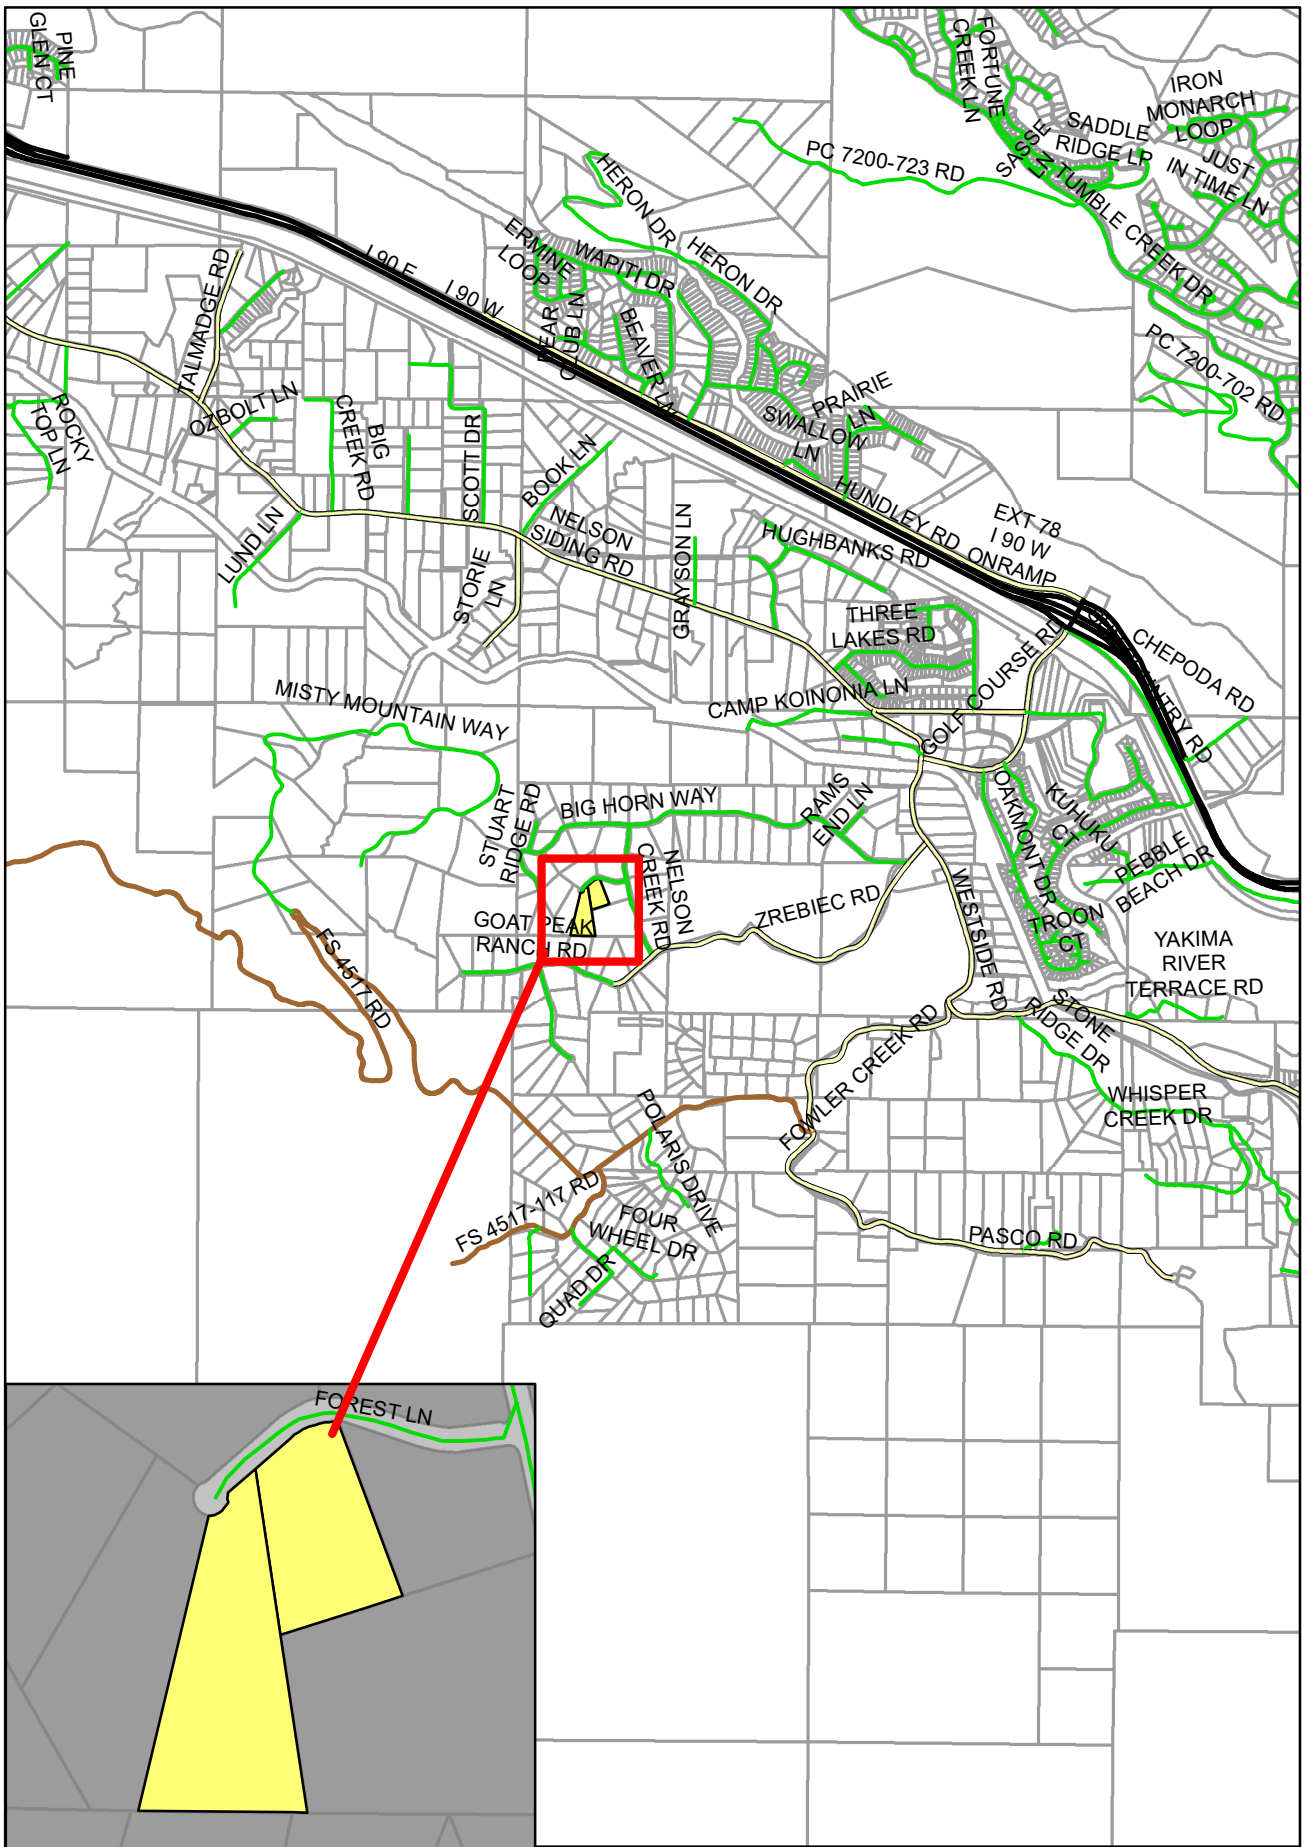 PINE
GLEN CT
FORTUNE
CREEK LN
IRON
MONARCH
LOOP
SADDLE
RIDGE LP
SASSE
LN
JUST
IN TIME LN
PC 7200-723 RD
TUMBLE CREEK DR
HERON DR
HERON DR
ERMINE
LOOP
WAPITI DR
I 90 E
I 90 W
TALMADGE RD
BEAVER LN
CLUB LN
PC 7200-702 RD
PRAIRIE
LN
SWALLOW
LN
OZBOLT LN
ROCKY
TOP LN
BIG
CREEK RD
SCOTT DR
BOOK LN
NELSON
SIDING RD
GRAYSON LN
HUNDLEY RD
HUGHBANKS RD
EXT 78
I 90 W
ONRAMP
LUND LN
STORIE
LN
THREE
LAKES RD
GOLF COURSE RD
CHEPODA RD
MISTY MOUNTAIN WAY
CAMP KOINONIA LN
STUART
RIDGE RD
BIG HORN WAY
RAMS
END LN
OAKMONT DR
KUHUKU
CT
PEBBLE
BEACH DR
NELSON
CREEK RD
GOAT PEAK
RANCH RD
ZREBIEC RD
WESTSIDE RD
TROON
CT
YAKIMA
RIVER
TERRACE RD
FS 4517 RD
STONE
RIDGE DR
FOWLER CREEK RD
WHISPER
CREEK DR
POLARIS DRIVE
FS 4517-117 RD
FOUR
WHEEL DR
QUAD DR
PASCO RD
FOREST LN